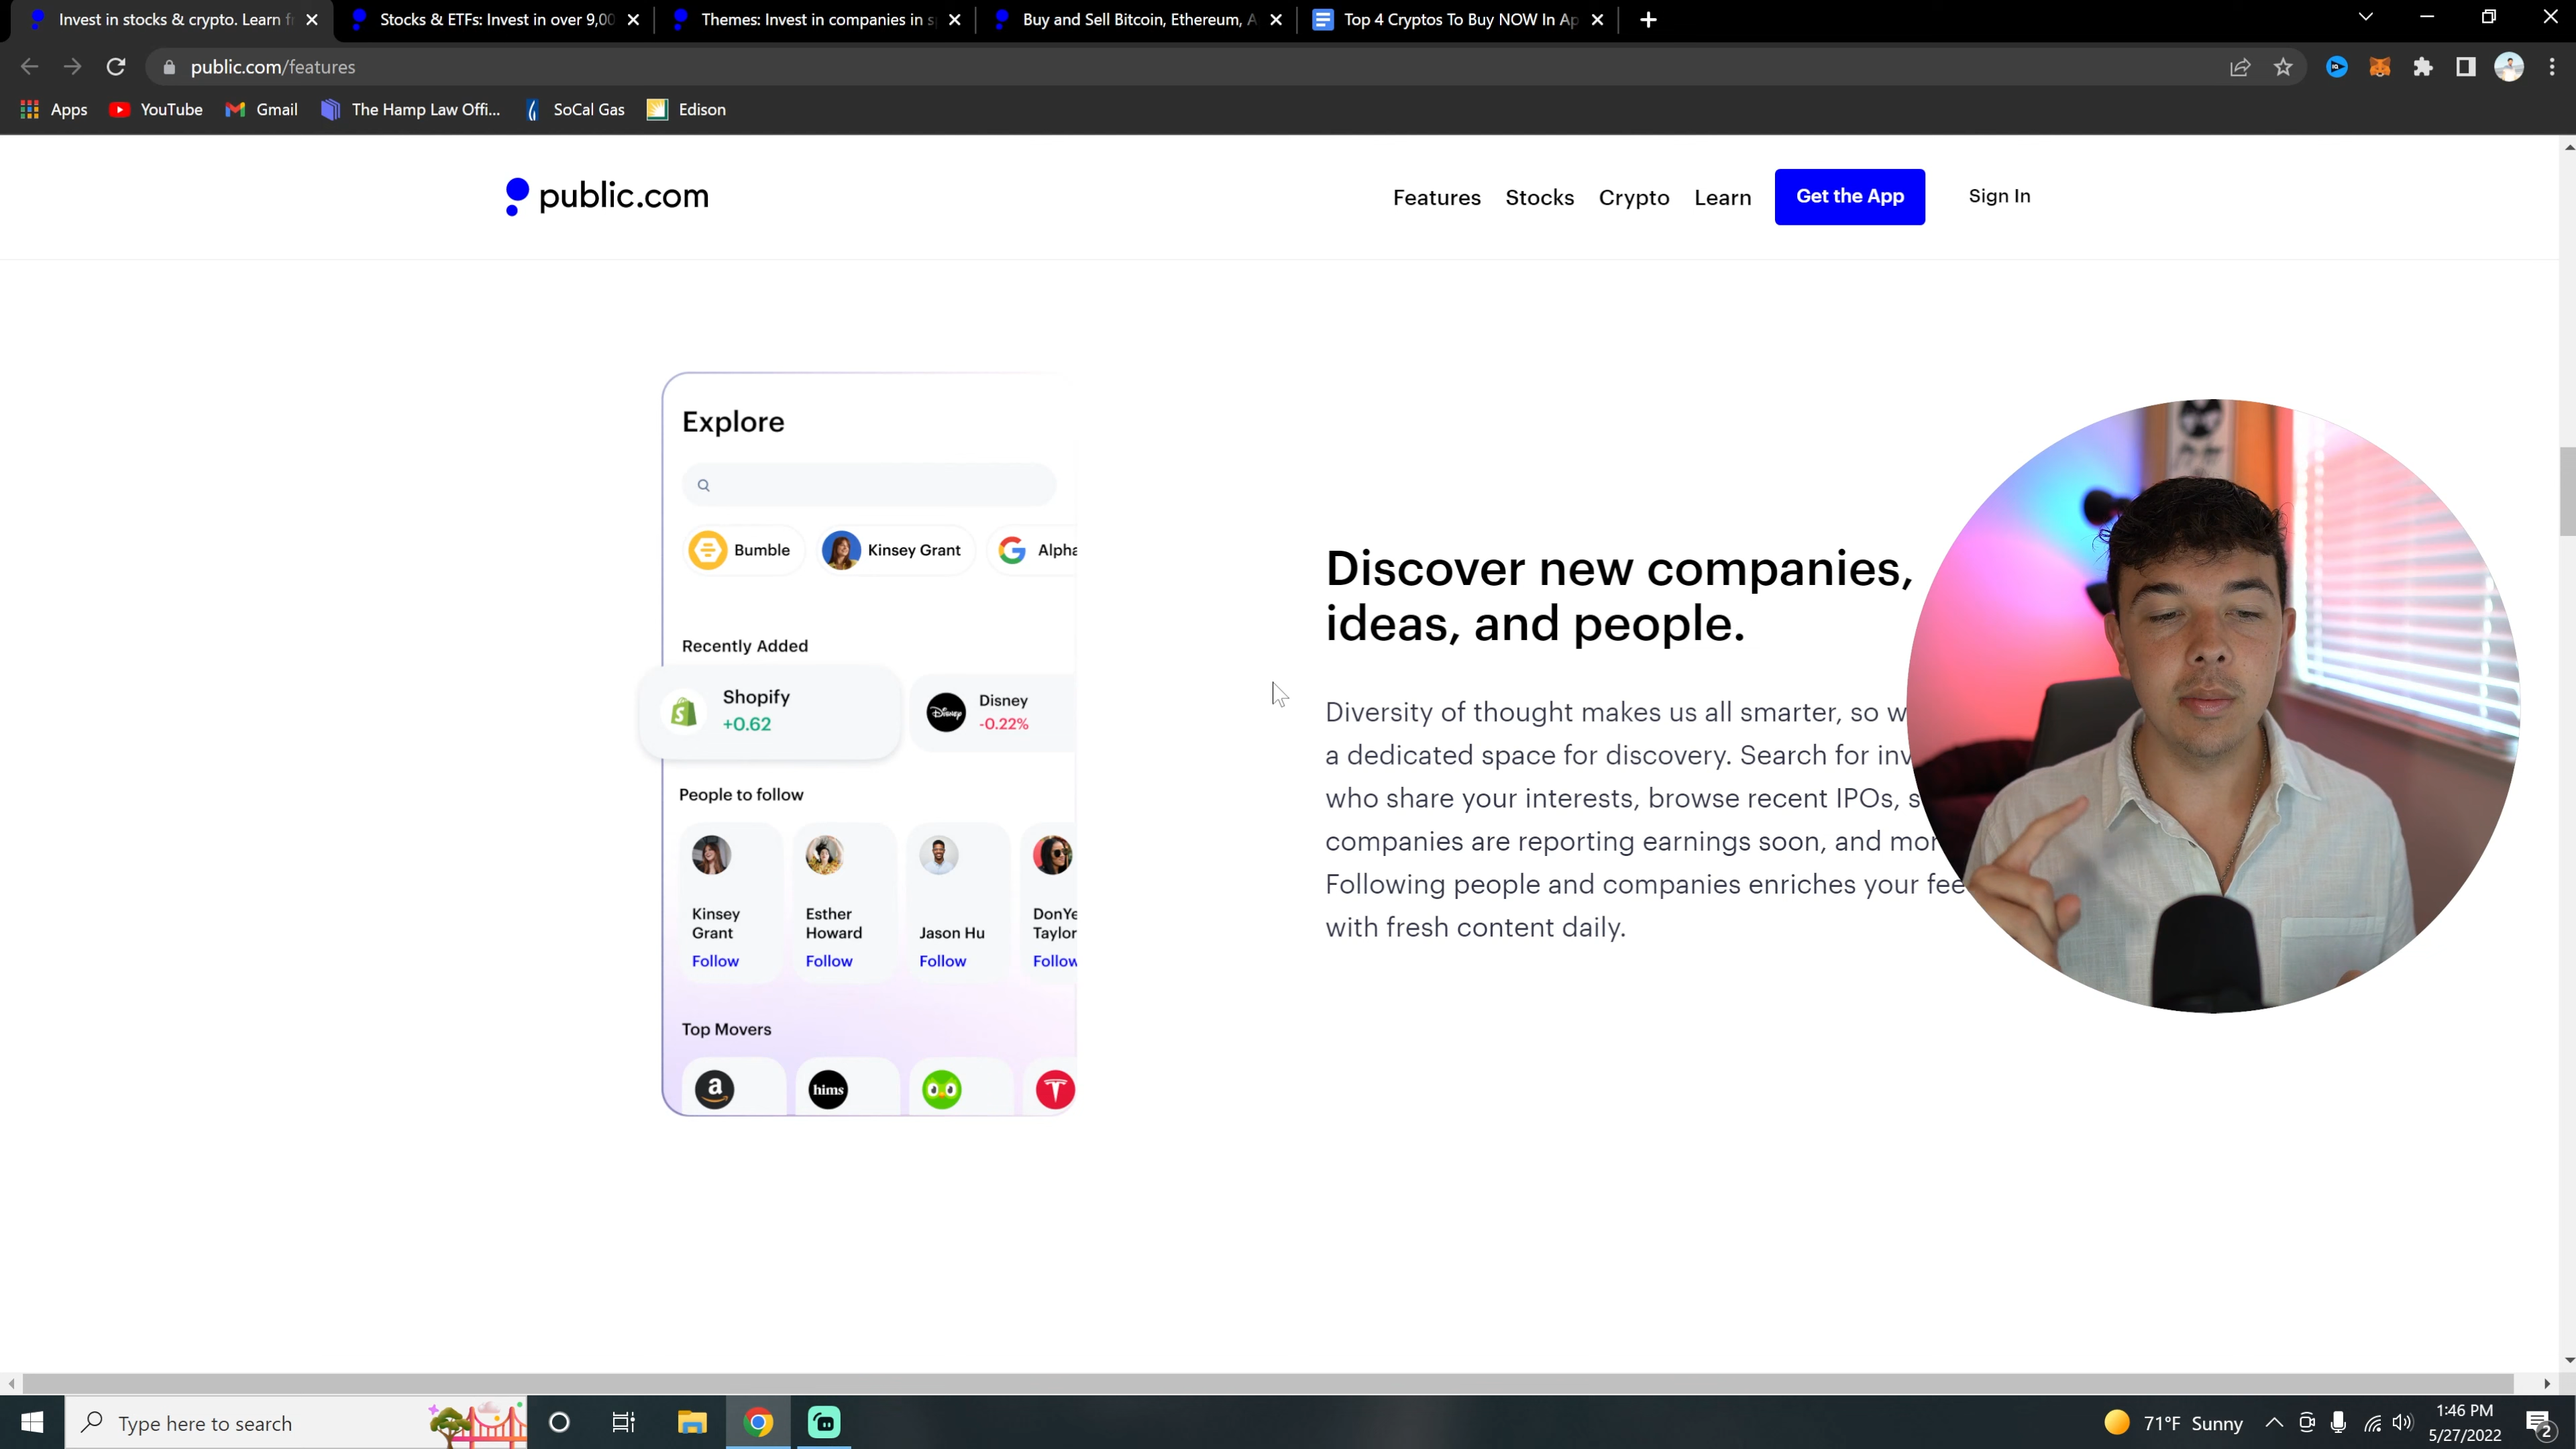 Invest in stocks & crypto. Learn fr
Stocks & ETFs: Invest in over 9,00
Themes: Invest in companies in sp
Buy and Sell Bitcoin, Ethereum, A
Top 4 Cryptos To Buy NOW In Ap
public.com/features
Apps
YouTube
Gmail
The Hamp Law Offi...
SoCal Gas
Edison
public.com
Features
Stocks
Crypto
Learn
Get the App
Sign In
Explore
Bumble
Kinsey Grant
Alpha
Recently Added
Shopify
+0.62
Disney
Disney
-0.22%
People to follow
Kinsey
Grant
Follow
Esther
Howard
Follow
Jason Hu
Follow
DonYe
Taylor
Follow
Top Movers
a
hims
Discover new companies,
ideas, and people.
Diversity of thought makes us all smarter, so w
a dedicated space for discovery. Search for inv
who share your interests, browse recent IPOs, s
companies are reporting earnings soon, and mor
Following people and companies enriches your fee
with fresh content daily.
Type here to search
71°F Sunny
1:46 PM
5/27/2022
2